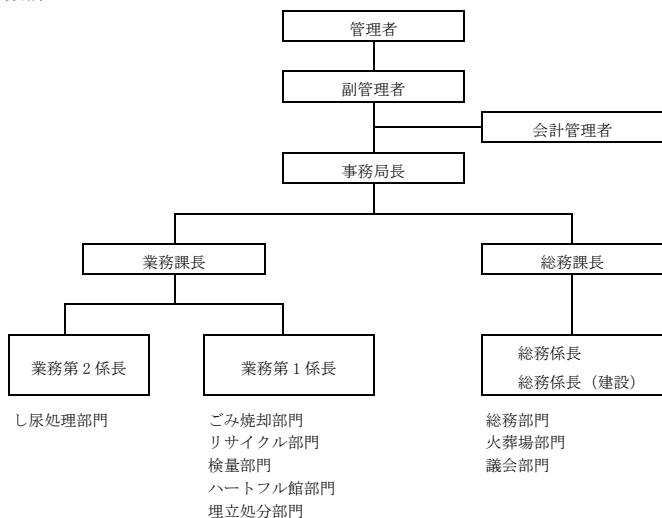 管理者
副管理者
会計管理者
事務局長
業務課長
総務課長
業務第２係長
業務第１係長
総務係長
総務係長（建設）
し尿処理部門
ごみ焼却部門
リサイクル部門
検量部門
ハートフル館部門
埋立処分部門
総務部門
火葬場部門
議会部門